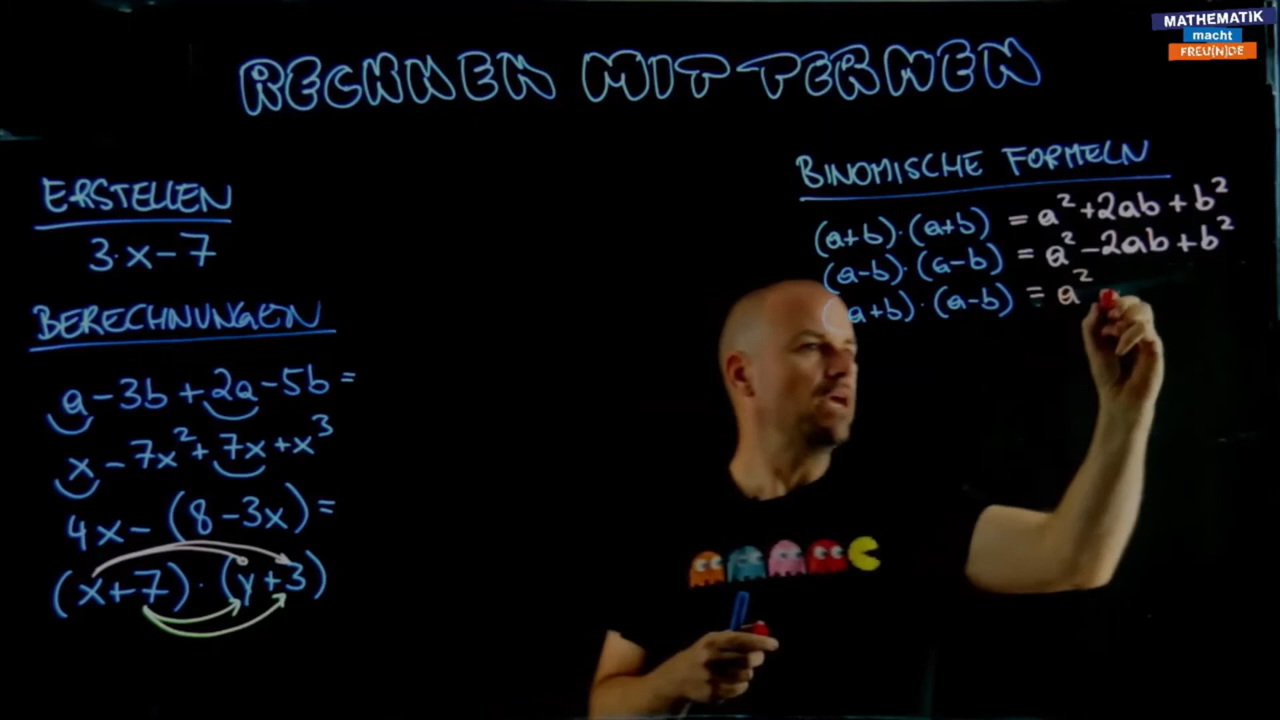 MATHEMATIK
macht
FREU(N)DE
RECHNEN MIT TERMEN
ERSTELLEN
3·x-7
BERECHNUNGEN
a-3b+2a-5b=
x-7x²+7x+x³
4x-(8-3x)=
(x+7)·(y+3)
BINOMISCHE FORMELN
(a+b)·(a+b) = a²+2ab+b²
(a-b)·(a-b) = a²-2ab+b²
(a+b)·(a-b) = a²